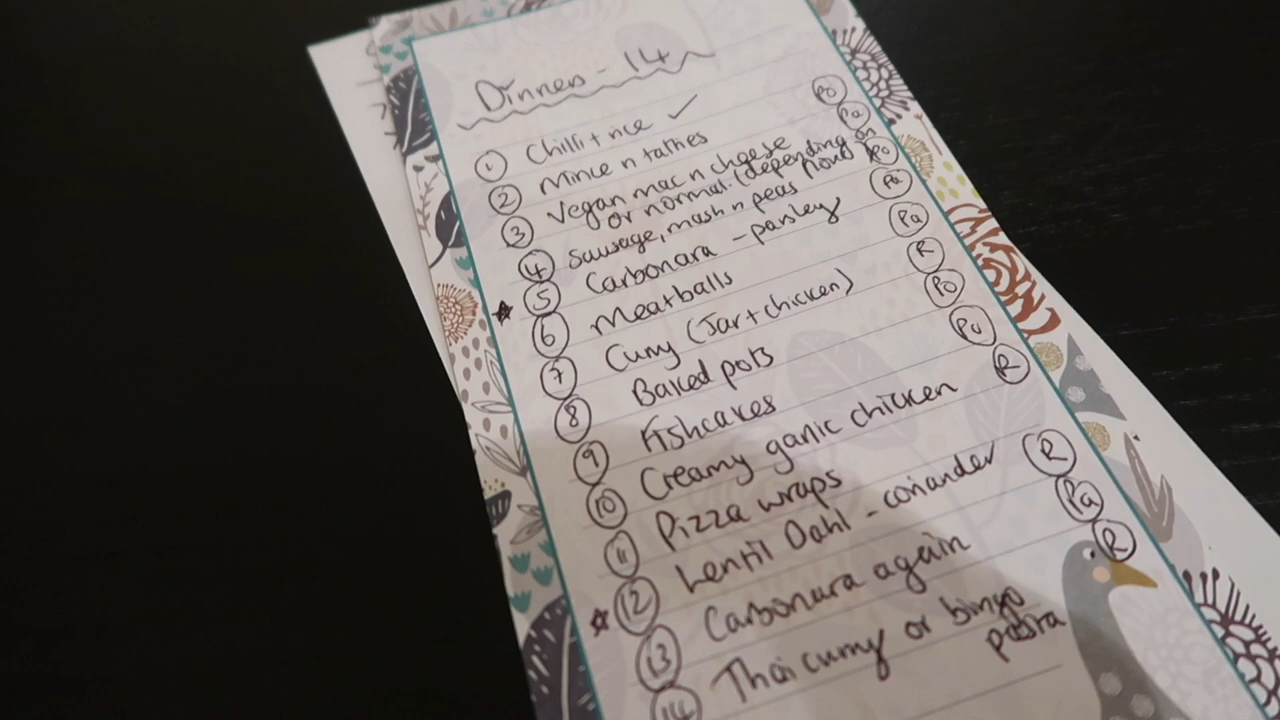 Dinners - 14
① Chilli + rice ✓
② Mince n tatties Po
③ Vegan mac n cheese Pa
or normal. (depending on
④ Sausage, mash n peas Po
★ ⑤ Carbonara - parsley Pa
⑥ Meatballs Pa
⑦ Curry (Jar + chicken) R
⑧ Baked pots Po
⑨ Fishcakes Po
⑩ Creamy garlic chicken R
⑪ Pizza wraps
★ ⑫ Lentil Dahl - coriander R
⑬ Carbonara again Pa
⑭ Thai curry or bingo R
pasta